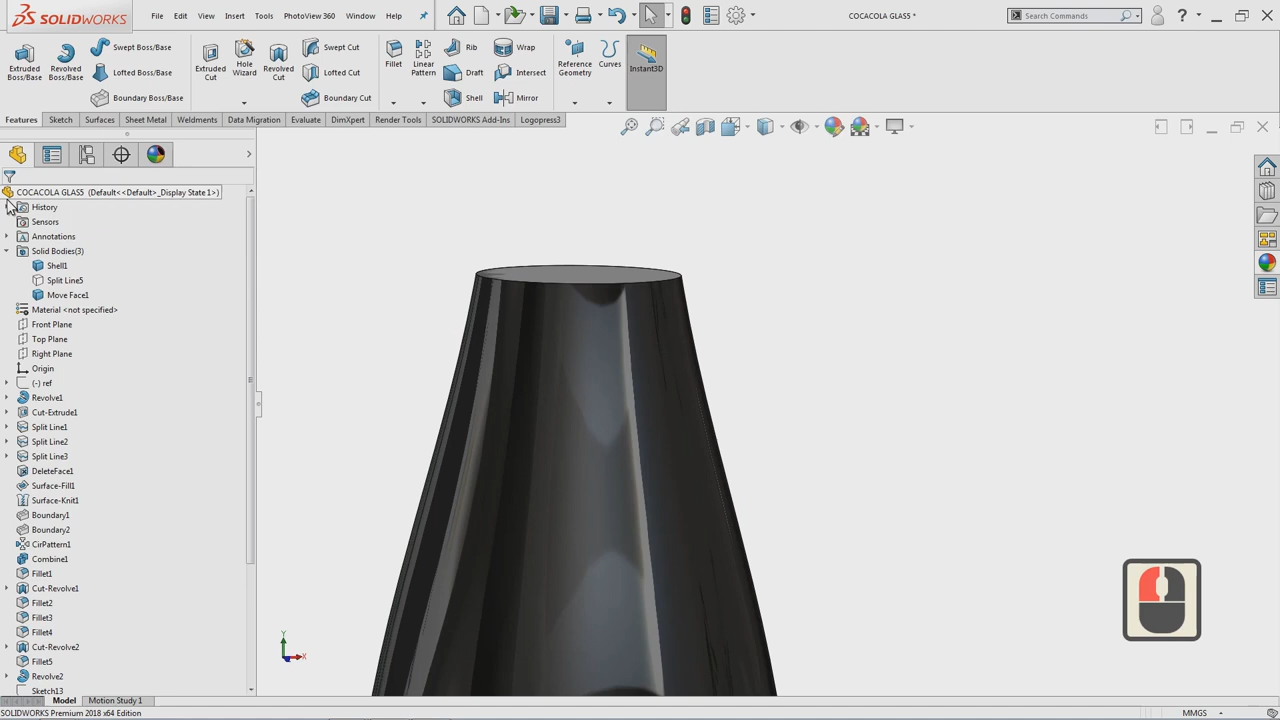 SOLIDWORKS
File
Edit
View
Insert
Tools
PhotoView 360
Window
Help
COCACOLA GLAS5 *
Search Commands
Extruded Boss/Base
Revolved Boss/Base
Swept Boss/Base
Lofted Boss/Base
Boundary Boss/Base
Extruded Cut
Hole Wizard
Revolved Cut
Swept Cut
Lofted Cut
Boundary Cut
Fillet
Linear Pattern
Rib
Draft
Shell
Wrap
Intersect
Mirror
Reference Geometry
Curves
Instant3D
Features
Sketch
Surfaces
Sheet Metal
Weldments
Data Migration
Evaluate
DimXpert
Render Tools
SOLIDWORKS Add-Ins
Logopress3
COCACOLA GLAS5 (Default<<Default>_Display State 1>)
History
Sensors
Annotations
Solid Bodies(3)
Shell1
Split Line5
Move Face1
Material <not specified>
Front Plane
Top Plane
Right Plane
Origin
(-) ref
Revolve1
Cut-Extrude1
Split Line1
Split Line2
Split Line3
DeleteFace1
Surface-Fill1
Surface-Knit1
Boundary1
Boundary2
CirPattern1
Combine1
Fillet1
Cut-Revolve1
Fillet2
Fillet3
Fillet4
Cut-Revolve2
Fillet5
Revolve2
Sketch13
Y
X
Model
Motion Study 1
SOLIDWORKS Premium 2018 x64 Edition
MMGS